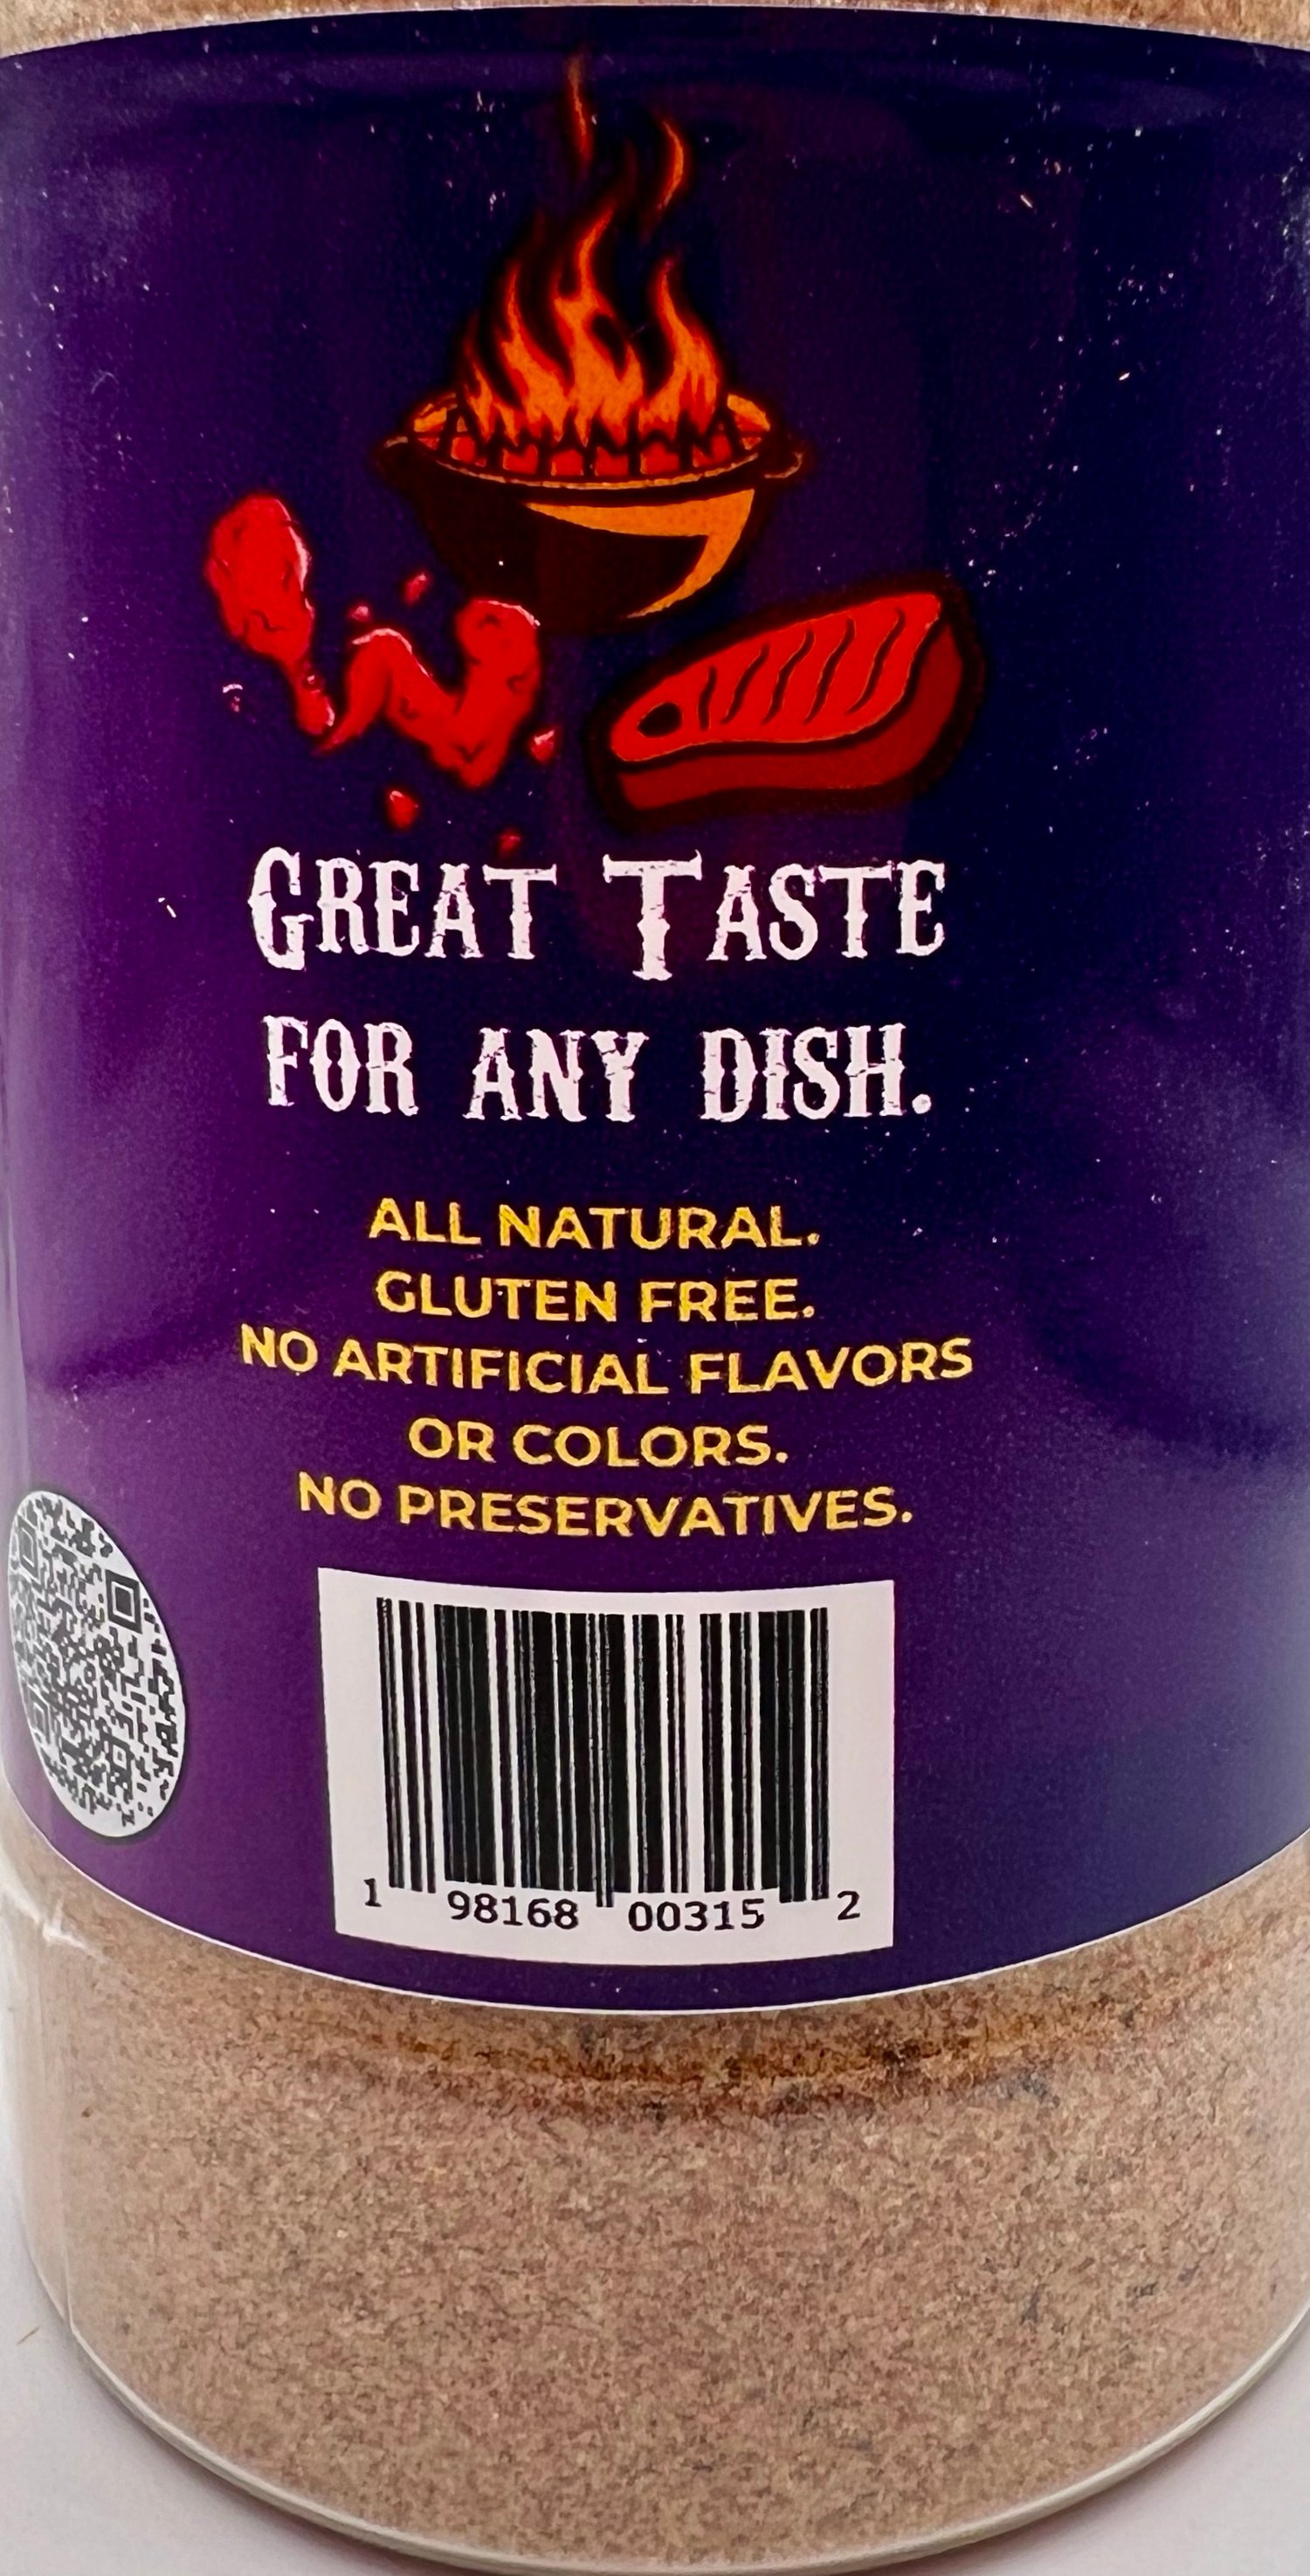 GREAT TASTE
FOR ANY DISH.
ALL NATURAL.
GLUTEN FREE.
NO ARTIFICIAL FLAVORS
OR COLORS.
NO PRESERVATIVES.
1 98168 00315 2